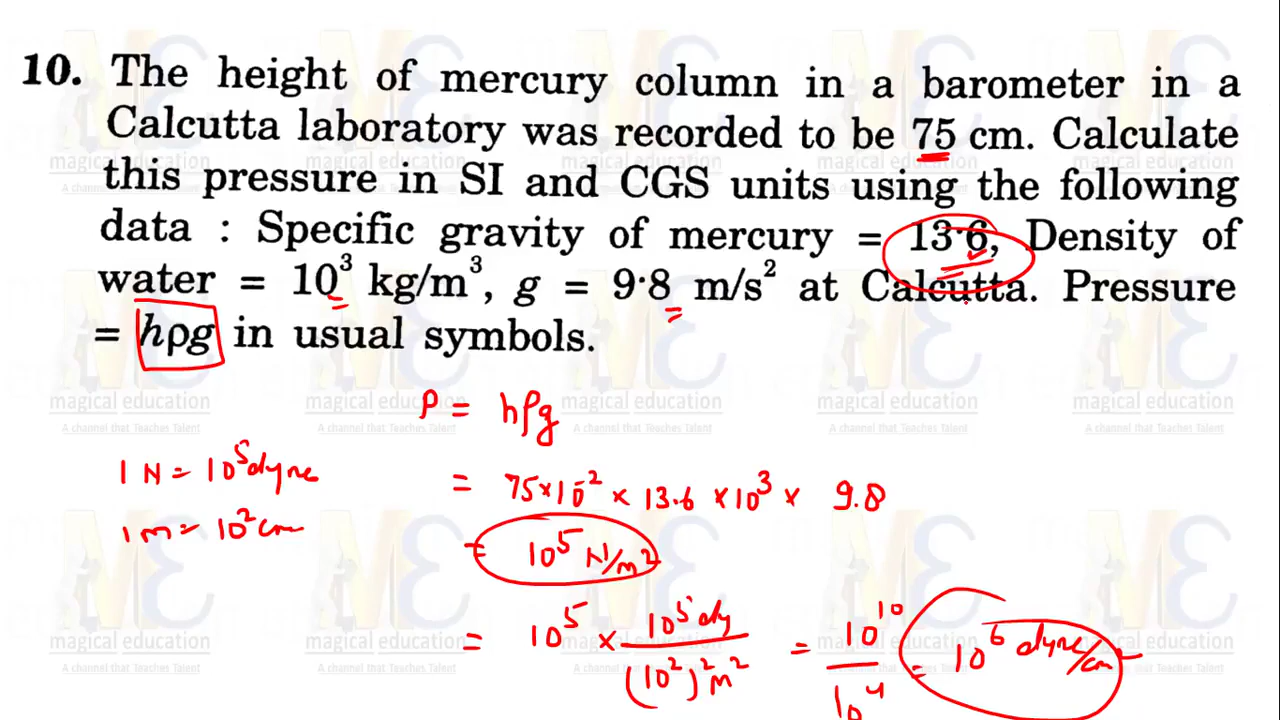 10. The height of mercury column in a barometer in a
Calcutta laboratory was recorded to be 75 cm. Calculate
this pressure in SI and CGS units using the following
data : Specific gravity of mercury = 13·6, Density of
water = 10³ kg/m³, g = 9·8 m/s² at Calcutta. Pressure
= hρg in usual symbols.
P = hρg
1 N = 10⁵ dyne
= 75×10⁻² × 13.6 × 10³ × 9.8
1 m = 10² cm
= 10⁵ N/m²
= 10⁵ × 10⁵ dy / (10²)² m² = 10¹⁰ / 10⁴ = 10⁶ dyne/cm²
magical education
A channel that Teaches Talent